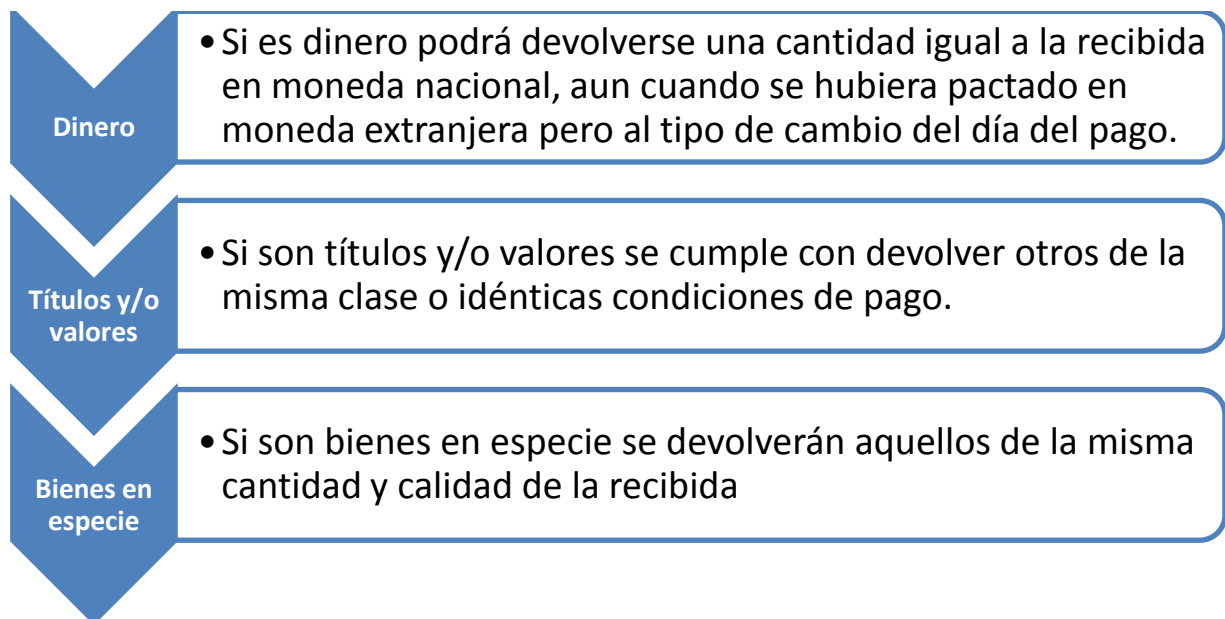 Dinero
• Si es dinero podrá devolverse una cantidad igual a la recibida
en moneda nacional, aun cuando se hubiera pactado en
moneda extranjera pero al tipo de cambio del día del pago.
Títulos y/o
valores
• Si son títulos y/o valores se cumple con devolver otros de la
misma clase o idénticas condiciones de pago.
Bienes en
especie
• Si son bienes en especie se devolverán aquellos de la misma
cantidad y calidad de la recibida